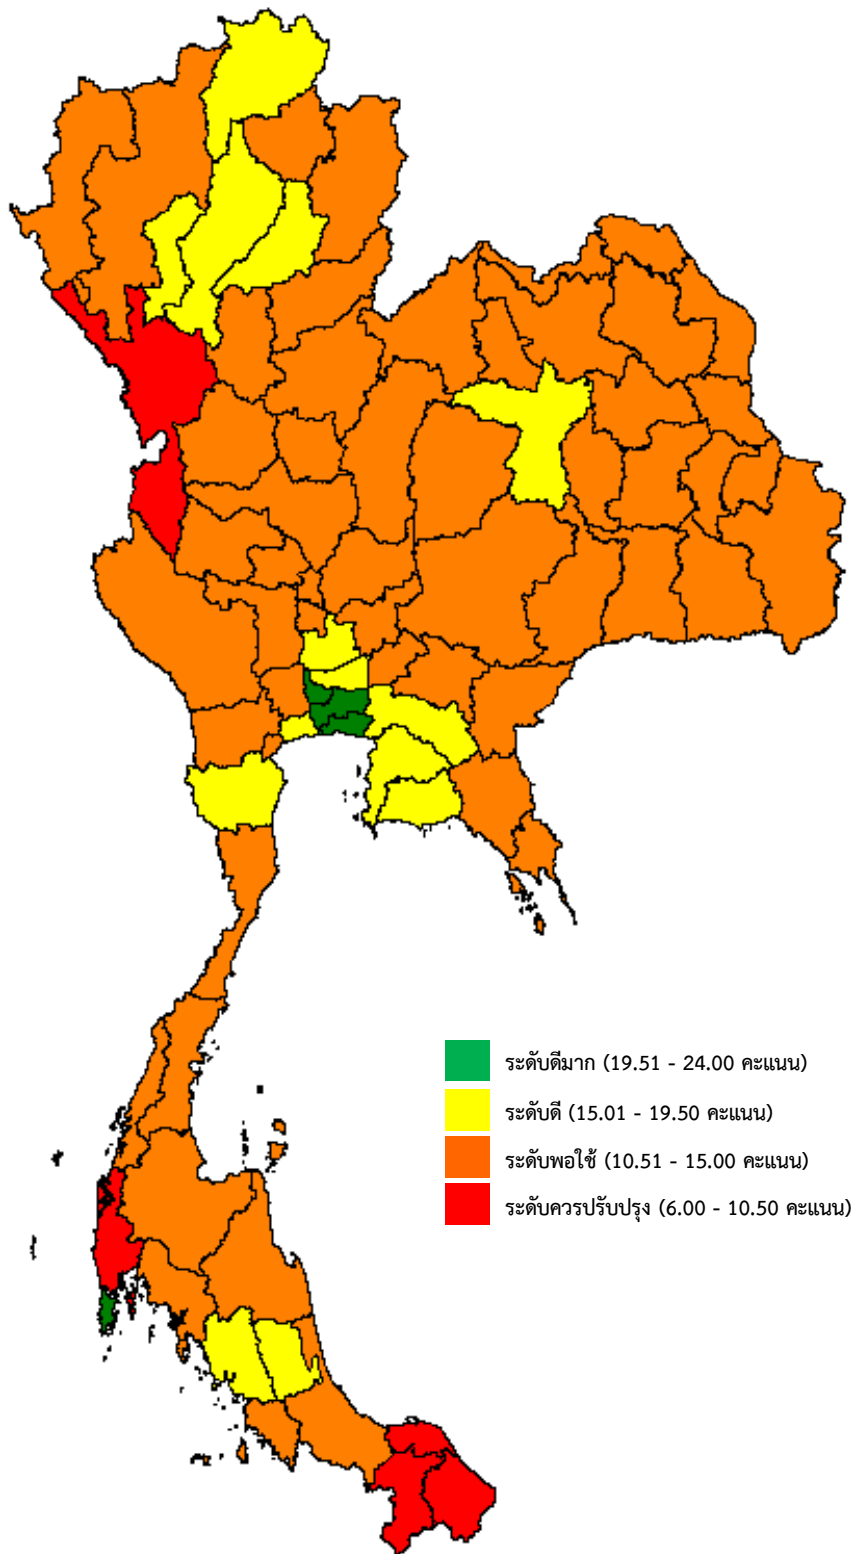 ระดับดีมาก (19.51 - 24.00 คะแนน)
ระดับดี (15.01 - 19.50 คะแนน)
ระดับพอใช้ (10.51 - 15.00 คะแนน)
ระดับควรปรับปรุง (6.00 - 10.50 คะแนน)